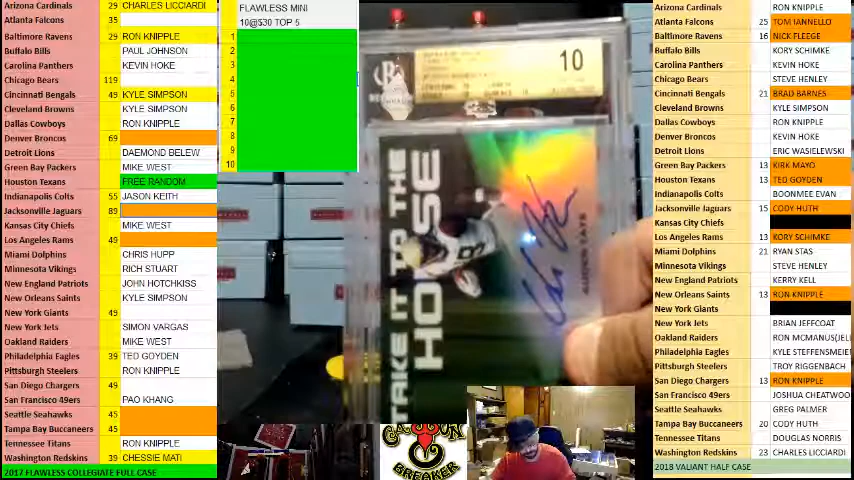 Arizona Cardinals 29 CHARLES LICCIARDI
Atlanta Falcons 35
Baltimore Ravens 29 RON KNIPPLE
Buffalo Bills PAUL JOHNSON
Carolina Panthers KEVIN HOKE
Chicago Bears 119
Cincinnati Bengals 49 KYLE SIMPSON
Cleveland Browns KYLE SIMPSON
Dallas Cowboys RON KNIPPLE
Denver Broncos 69
Detroit Lions DAEMOND BELEW
Green Bay Packers MIKE WEST
Houston Texans FREE RANDOM
Indianapolis Colts 55 JASON KEITH
Jacksonville Jaguars 89
Kansas City Chiefs MIKE WEST
Los Angeles Rams 49
Miami Dolphins CHRIS HUPP
Minnesota Vikings RICH STUART
New England Patriots JOHN HOTCHKISS
New Orleans Saints KYLE SIMPSON
New York Giants 49
New York Jets SIMON VARGAS
Oakland Raiders MIKE WEST
Philadelphia Eagles 39 TED GOYDEN
Pittsburgh Steelers RON KNIPPLE
San Diego Chargers 49
San Francisco 49ers PAO KHANG
Seattle Seahawks 45
Tampa Bay Buccaneers 45
Tennessee Titans RON KNIPPLE
Washington Redskins 39 CHESSIE MATI
2017 FLAWLESS COLLEGIATE FULL CASE
FLAWLESS MINI
10@$30 TOP 5
1
2
3
4
5
6
7
8
9
10
10
TAKE IT TO THE
HOUSE
BREAKER
Arizona Cardinals RON KNIPPLE
Atlanta Falcons 25 TOM IANNELLO
Baltimore Ravens 16 NICK FLEEGE
Buffalo Bills KORY SCHIMKE
Carolina Panthers KEVIN HOKE
Chicago Bears STEVE HENLEY
Cincinnati Bengals 21 BRAD BARNES
Cleveland Browns KYLE SIMPSON
Dallas Cowboys RON KNIPPLE
Denver Broncos KEVIN HOKE
Detroit Lions ERIC WASIELEWSKI
Green Bay Packers 13 KIRK MAYO
Houston Texans 13 TED GOYDEN
Indianapolis Colts BOONMEE EVAN
Jacksonville Jaguars 15 CODY HUTH
Kansas City Chiefs
Los Angeles Rams 13 KORY SCHIMKE
Miami Dolphins 21 RYAN STAS
Minnesota Vikings STEVE HENLEY
New England Patriots KERRY KELL
New Orleans Saints 13 RON KNIPPLE
New York Giants
New York Jets BRIAN JEFFCOAT
Oakland Raiders RON MCMANUS(JEL
Philadelphia Eagles KYLE STEFFENSMEIE
Pittsburgh Steelers TROY RIGGENBACH
San Diego Chargers 13 RON KNIPPLE
San Francisco 49ers JOSHUA CHEATWOO
Seattle Seahawks GREG PALMER
Tampa Bay Buccaneers 20 CODY HUTH
Tennessee Titans DOUGLAS NORRIS
Washington Redskins 23 CHARLES LICCIARDI
2018 VALIANT HALF CASE